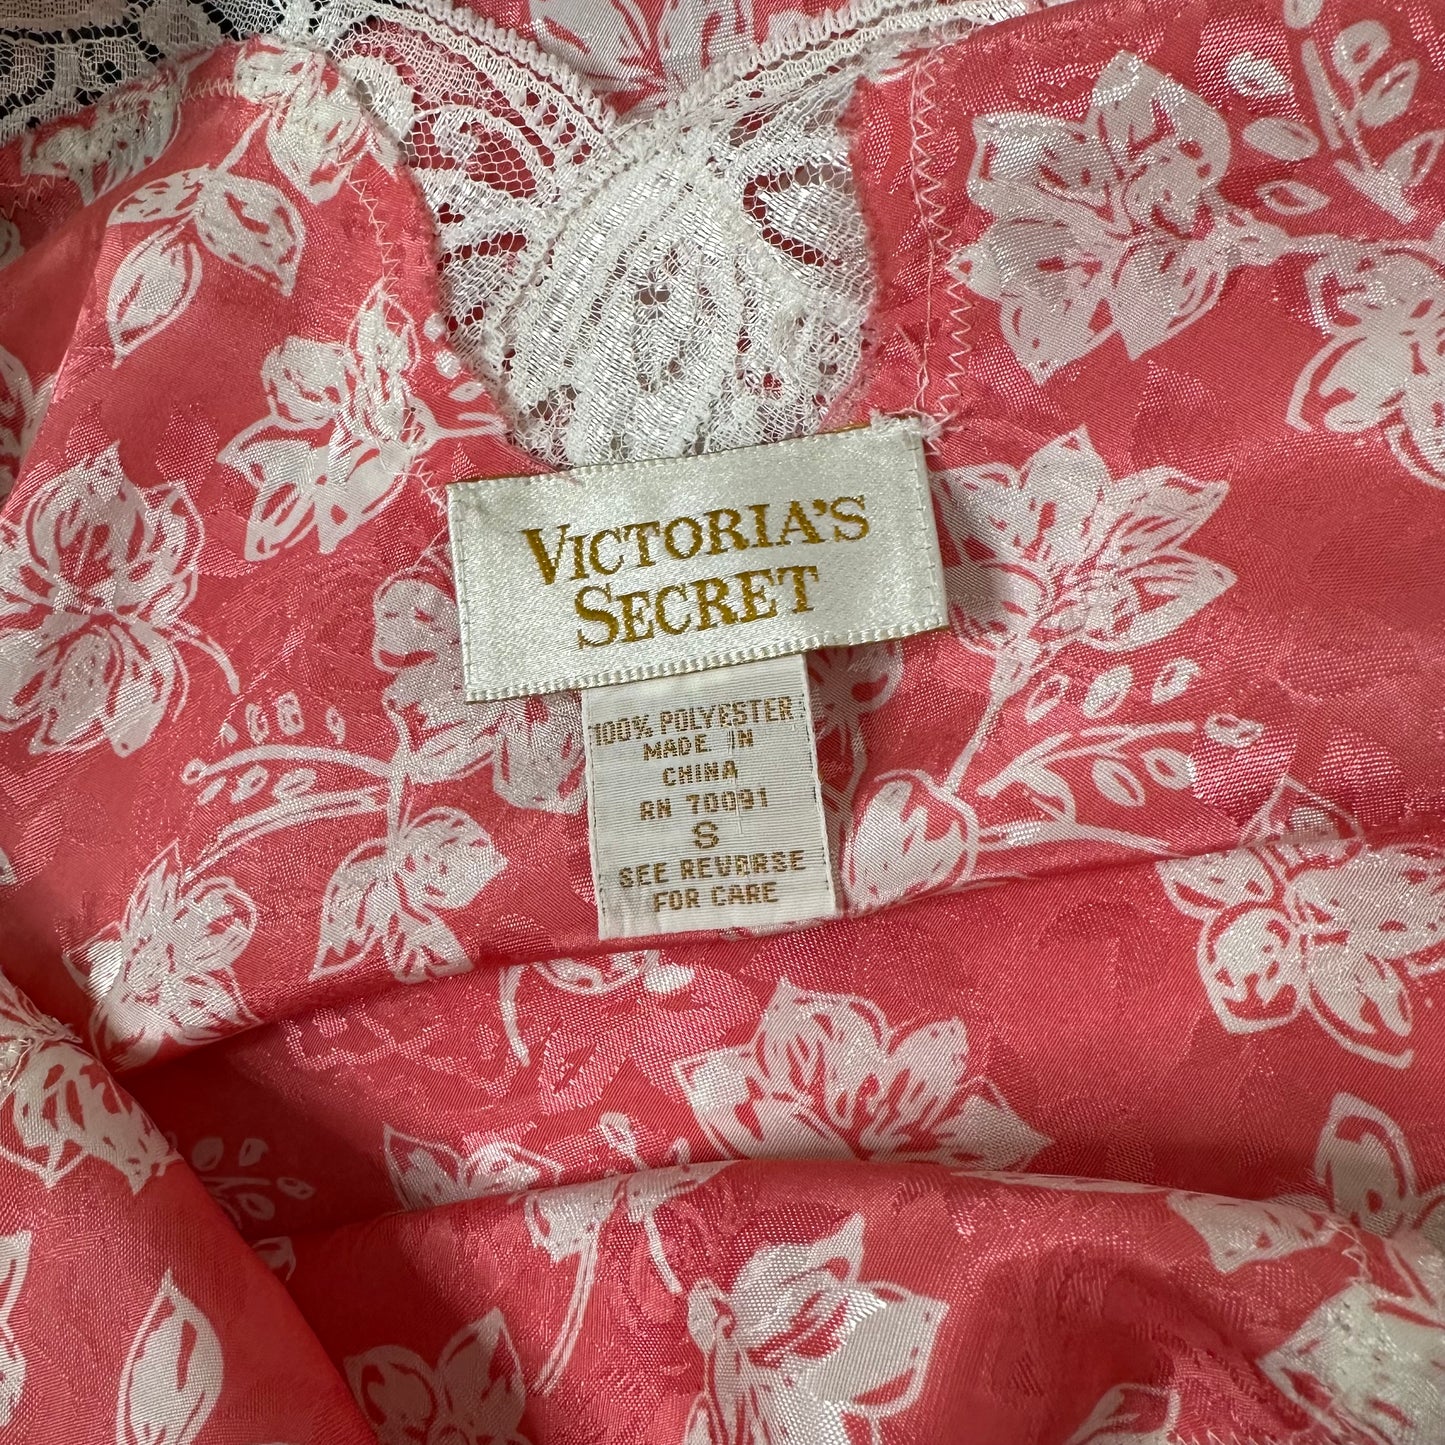 VICTORIA'S
SECRET
100% POLYESTER
MADE IN
CHINA
RN 70091
S
SEE REVERSE
FOR CARE